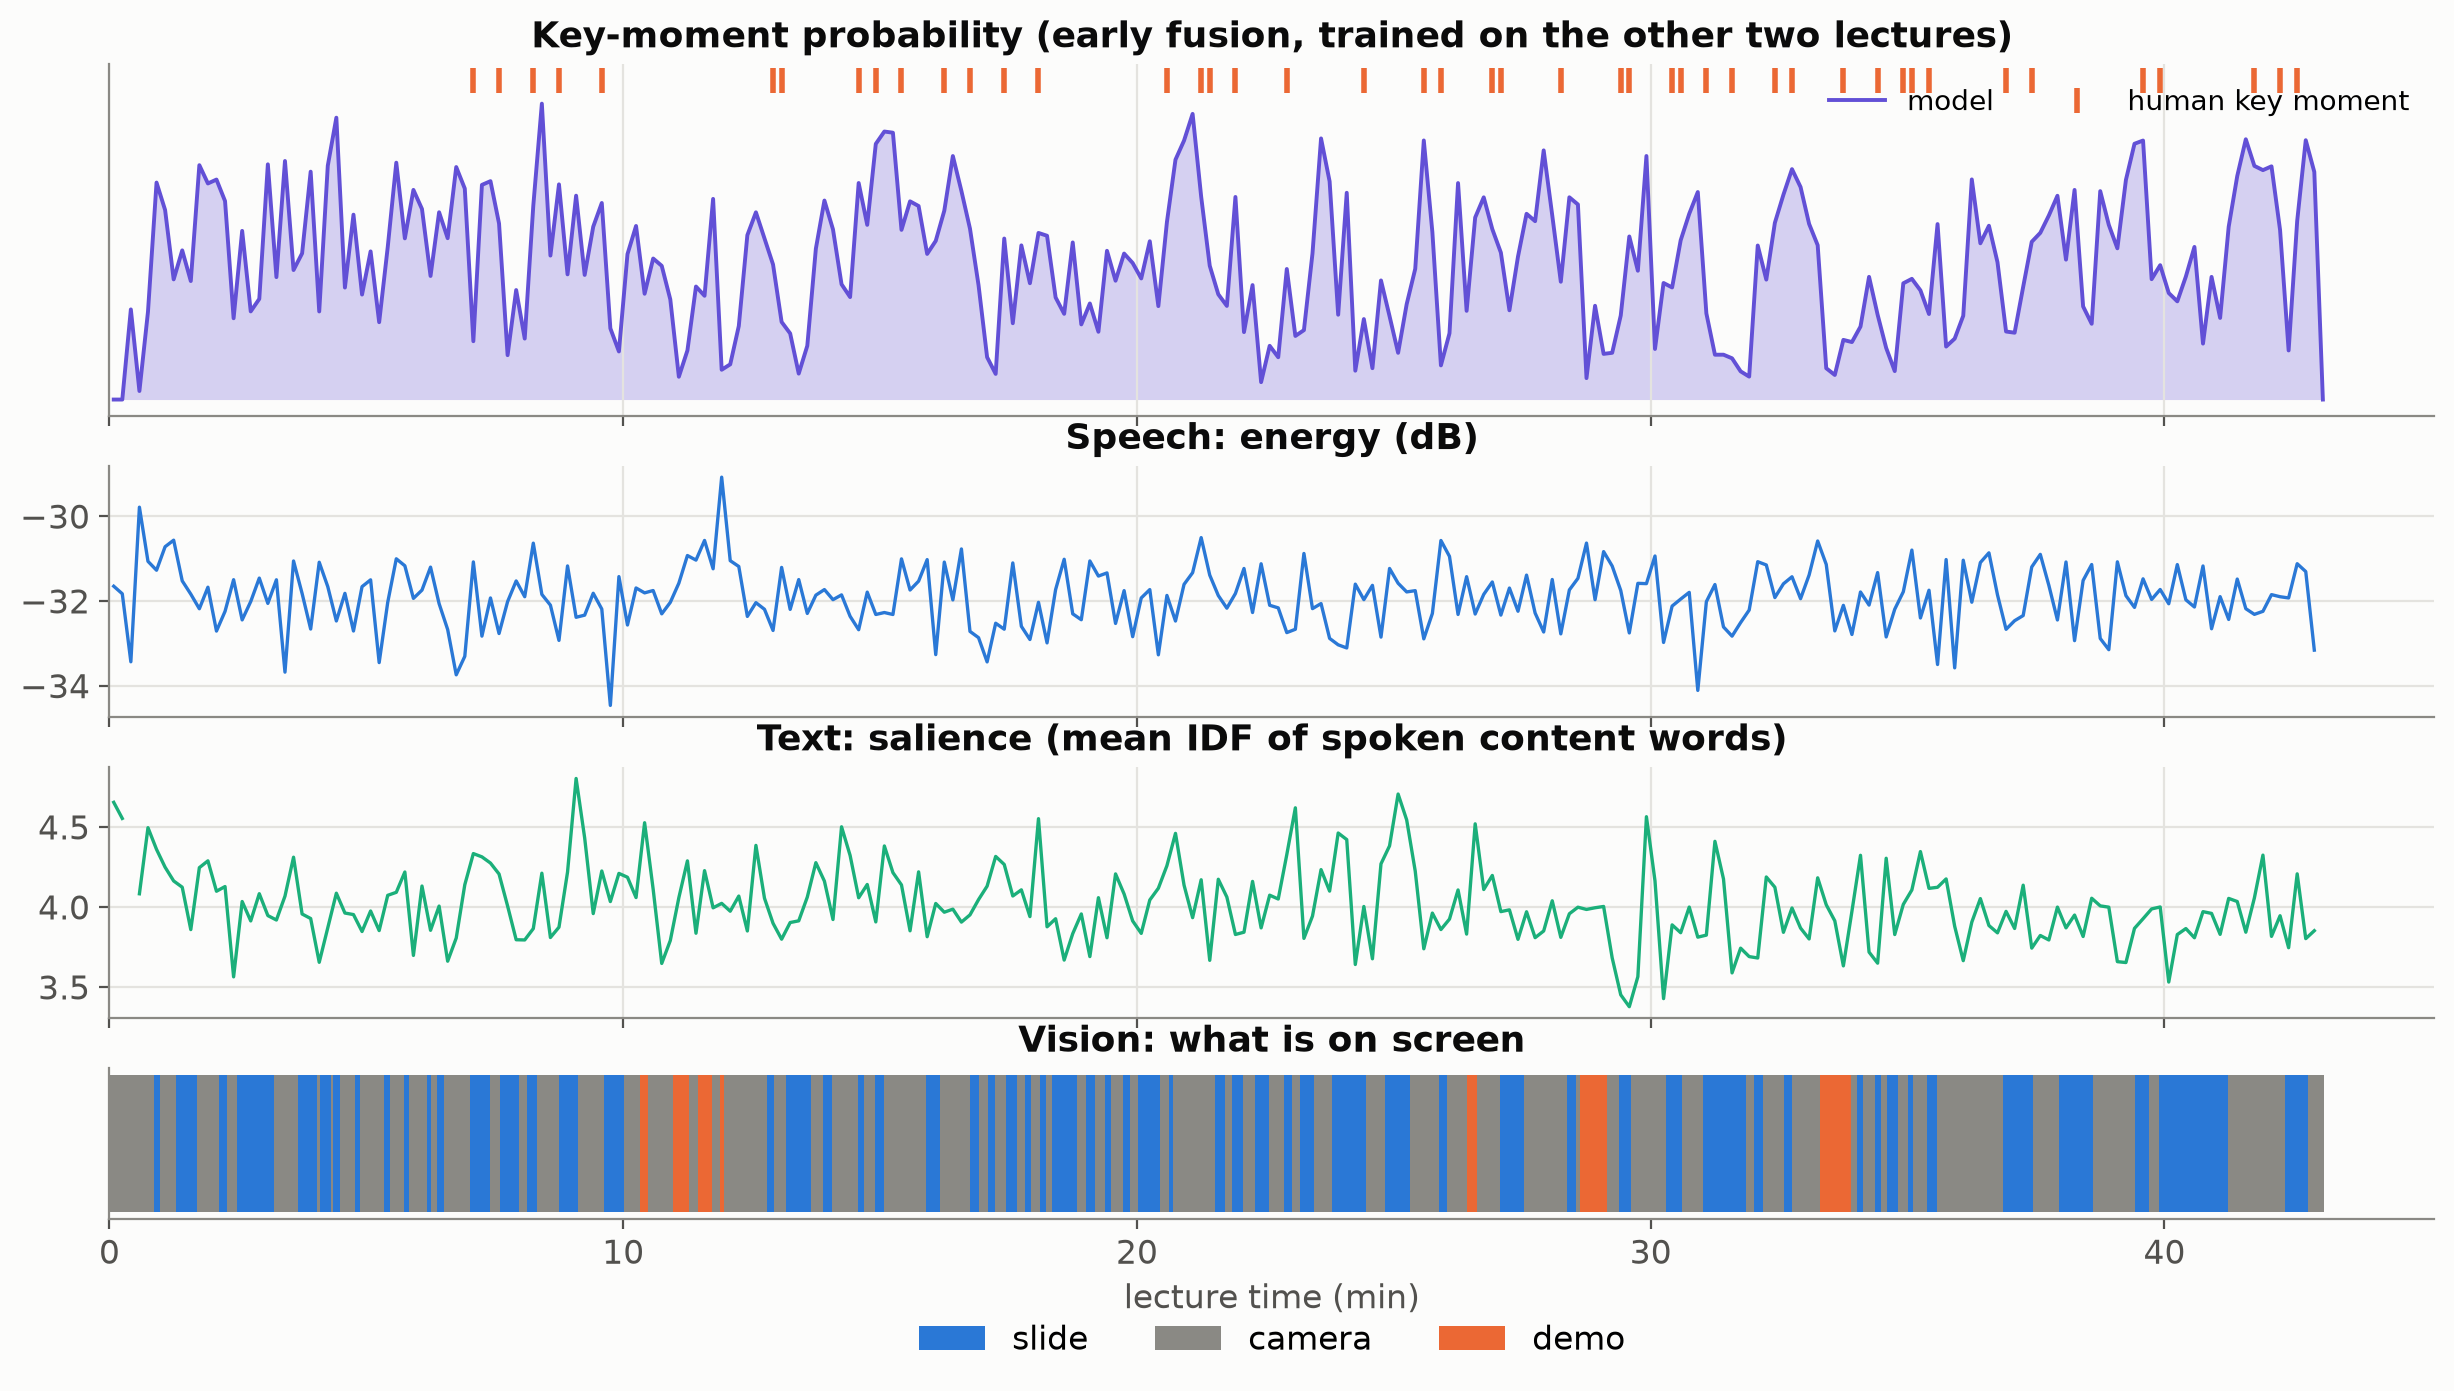 Key-moment probability (early fusion, trained on the other two lectures)
model
human key moment
Speech: energy (dB)
−30
−32
−34
Text: salience (mean IDF of spoken content words)
4.5
4.0
3.5
Vision: what is on screen
0 10 20 30 40
lecture time (min)
slide camera demo